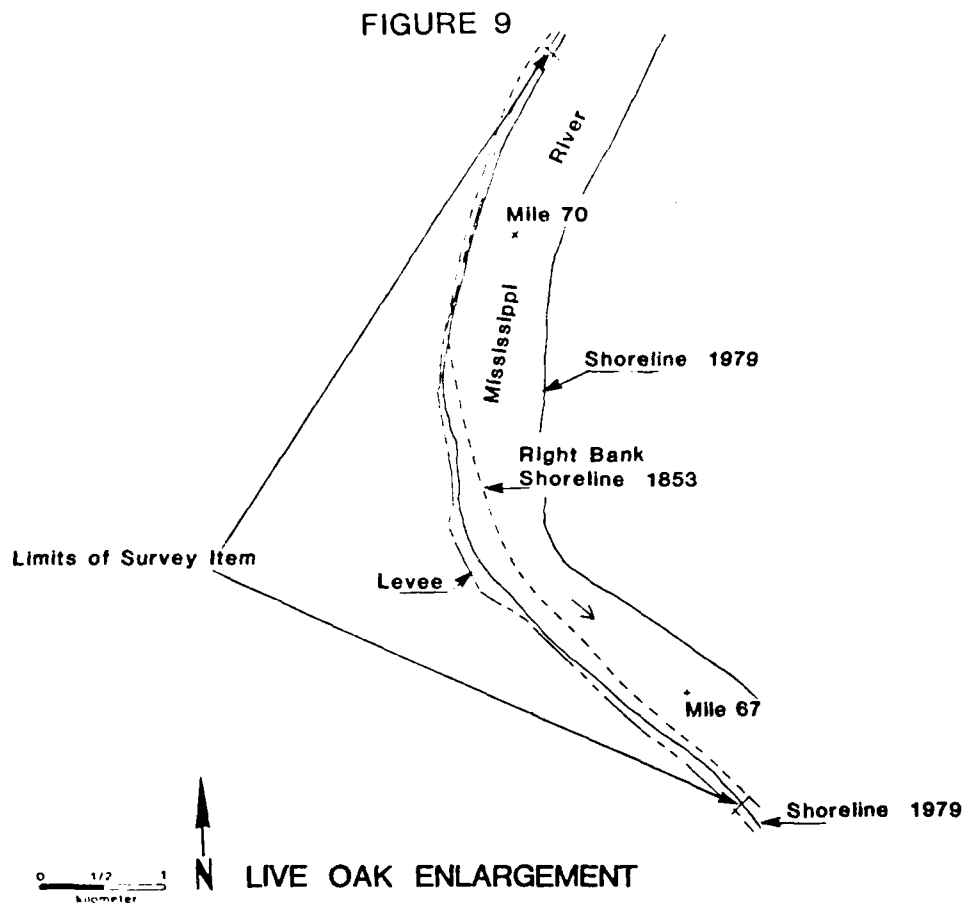 FIGURE 9
River
Mile 70
Mississippi
Shoreline 1979
Right Bank
Shoreline 1853
Limits of Survey Item
Levee
Mile 67
Shoreline 1979
0 1/2 1
kilometer
N LIVE OAK ENLARGEMENT